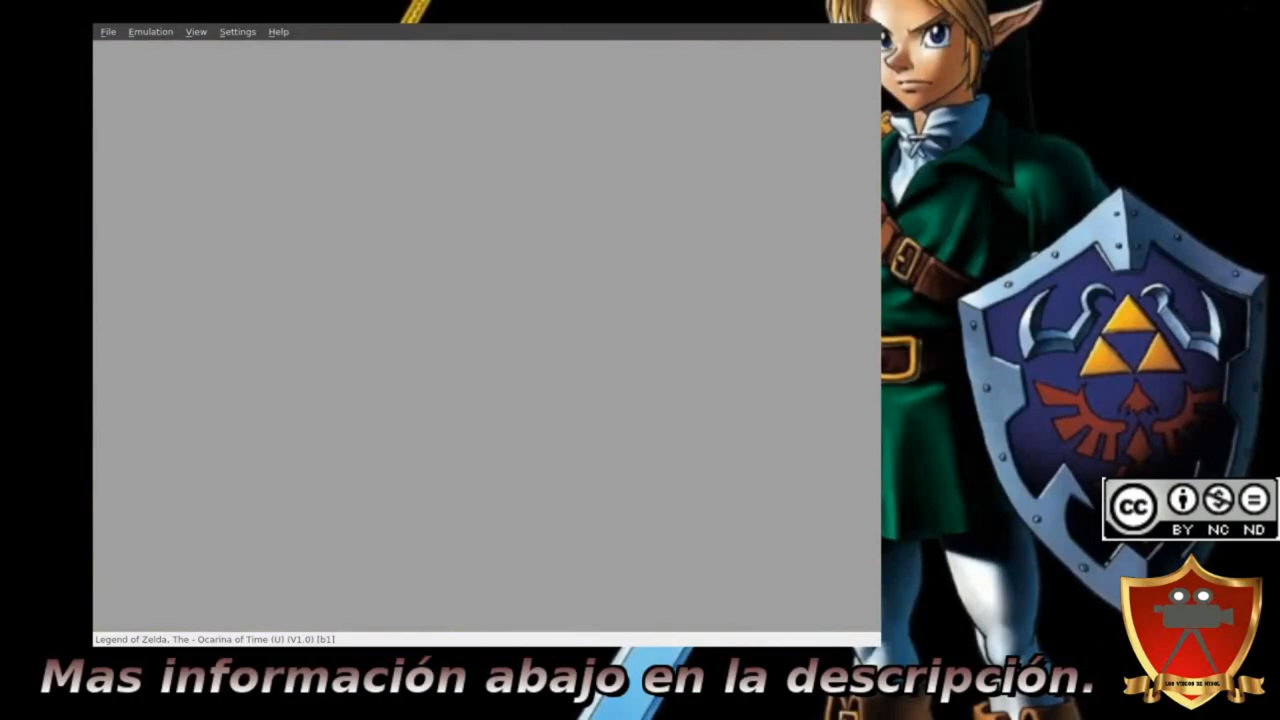 File Emulation View Settings Help
Legend of Zelda, The - Ocarina of Time (U) (V1.0) [b1]
Mas información abajo en la descripción.
cc
BY NC ND